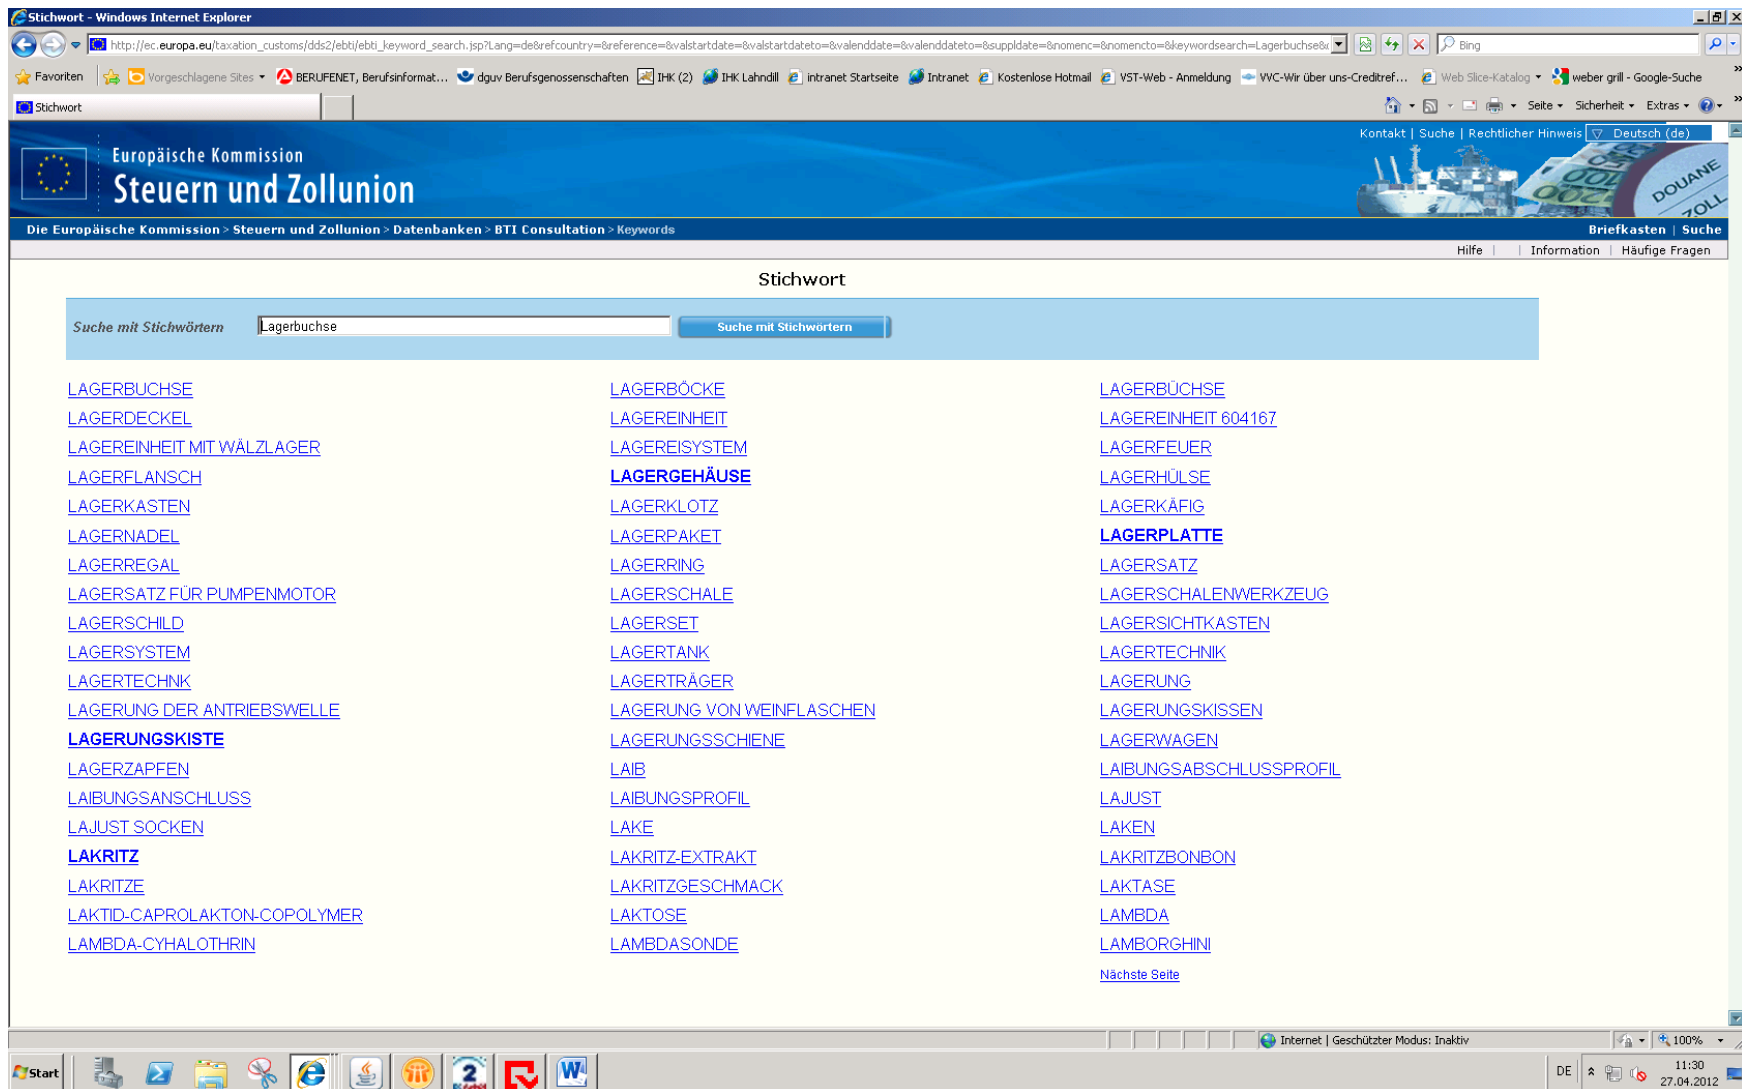 Stichwort - Windows Internet Explorer
http://ec.europa.eu/taxation_customs/dds2/ebti/ebti_keyword_search.jsp?Lang=de&refcountry=&reference=&valstartdate=&valstartdateto=&valenddate=&valenddateto=&suppldate=&nomenc=&nomencto=&keywordsearch=Lagerbuchse& Bing
Favoriten Vorgeschlagene Sites BERUFENET, Berufsinformat... dguv Berufsgenossenschaften IHK (2) IHK Lahndill intranet Startseite Intranet Kostenlose Hotmail VST-Web - Anmeldung VVC-Wir über uns-Creditref... Web Slice-Katalog weber grill - Google-Suche »
Stichwort Seite Sicherheit Extras »
Kontakt | Suche | Rechtlicher Hinweis Deutsch (de)
Europäische Kommission
Steuern und Zollunion
DOUANE
ZOLL
Die Europäische Kommission > Steuern und Zollunion > Datenbanken > BTI Consultation > Keywords Briefkasten | Suche
Hilfe | | Information | Häufige Fragen
Stichwort
Suche mit Stichwörtern Lagerbuchse Suche mit Stichwörtern
LAGERBUCHSE LAGERBÖCKE LAGERBÜCHSE
LAGERDECKEL LAGEREINHEIT LAGEREINHEIT 604167
LAGEREINHEIT MIT WÄLZLAGER LAGEREISYSTEM LAGERFEUER
LAGERFLANSCH LAGERGEHÄUSE LAGERHÜLSE
LAGERKASTEN LAGERKLOTZ LAGERKÄFIG
LAGERNADEL LAGERPAKET LAGERPLATTE
LAGERREGAL LAGERRING LAGERSATZ
LAGERSATZ FÜR PUMPENMOTOR LAGERSCHALE LAGERSCHALENWERKZEUG
LAGERSCHILD LAGERSET LAGERSICHTKASTEN
LAGERSYSTEM LAGERTANK LAGERTECHNIK
LAGERTECHNK LAGERTRÄGER LAGERUNG
LAGERUNG DER ANTRIEBSWELLE LAGERUNG VON WEINFLASCHEN LAGERUNGSKISSEN
LAGERUNGSKISTE LAGERUNGSSCHIENE LAGERWAGEN
LAGERZAPFEN LAIB LAIBUNGSABSCHLUSSPROFIL
LAIBUNGSANSCHLUSS LAIBUNGSPROFIL LAJUST
LAJUST SOCKEN LAKE LAKEN
LAKRITZ LAKRITZ-EXTRAKT LAKRITZBONBON
LAKRITZE LAKRITZGESCHMACK LAKTASE
LAKTID-CAPROLAKTON-COPOLYMER LAKTOSE LAMBDA
LAMBDA-CYHALOTHRIN LAMBDASONDE LAMBORGHINI
Nächste Seite
Internet | Geschützter Modus: Inaktiv 100%
Start 2 W DE 11:30
27.04.2012